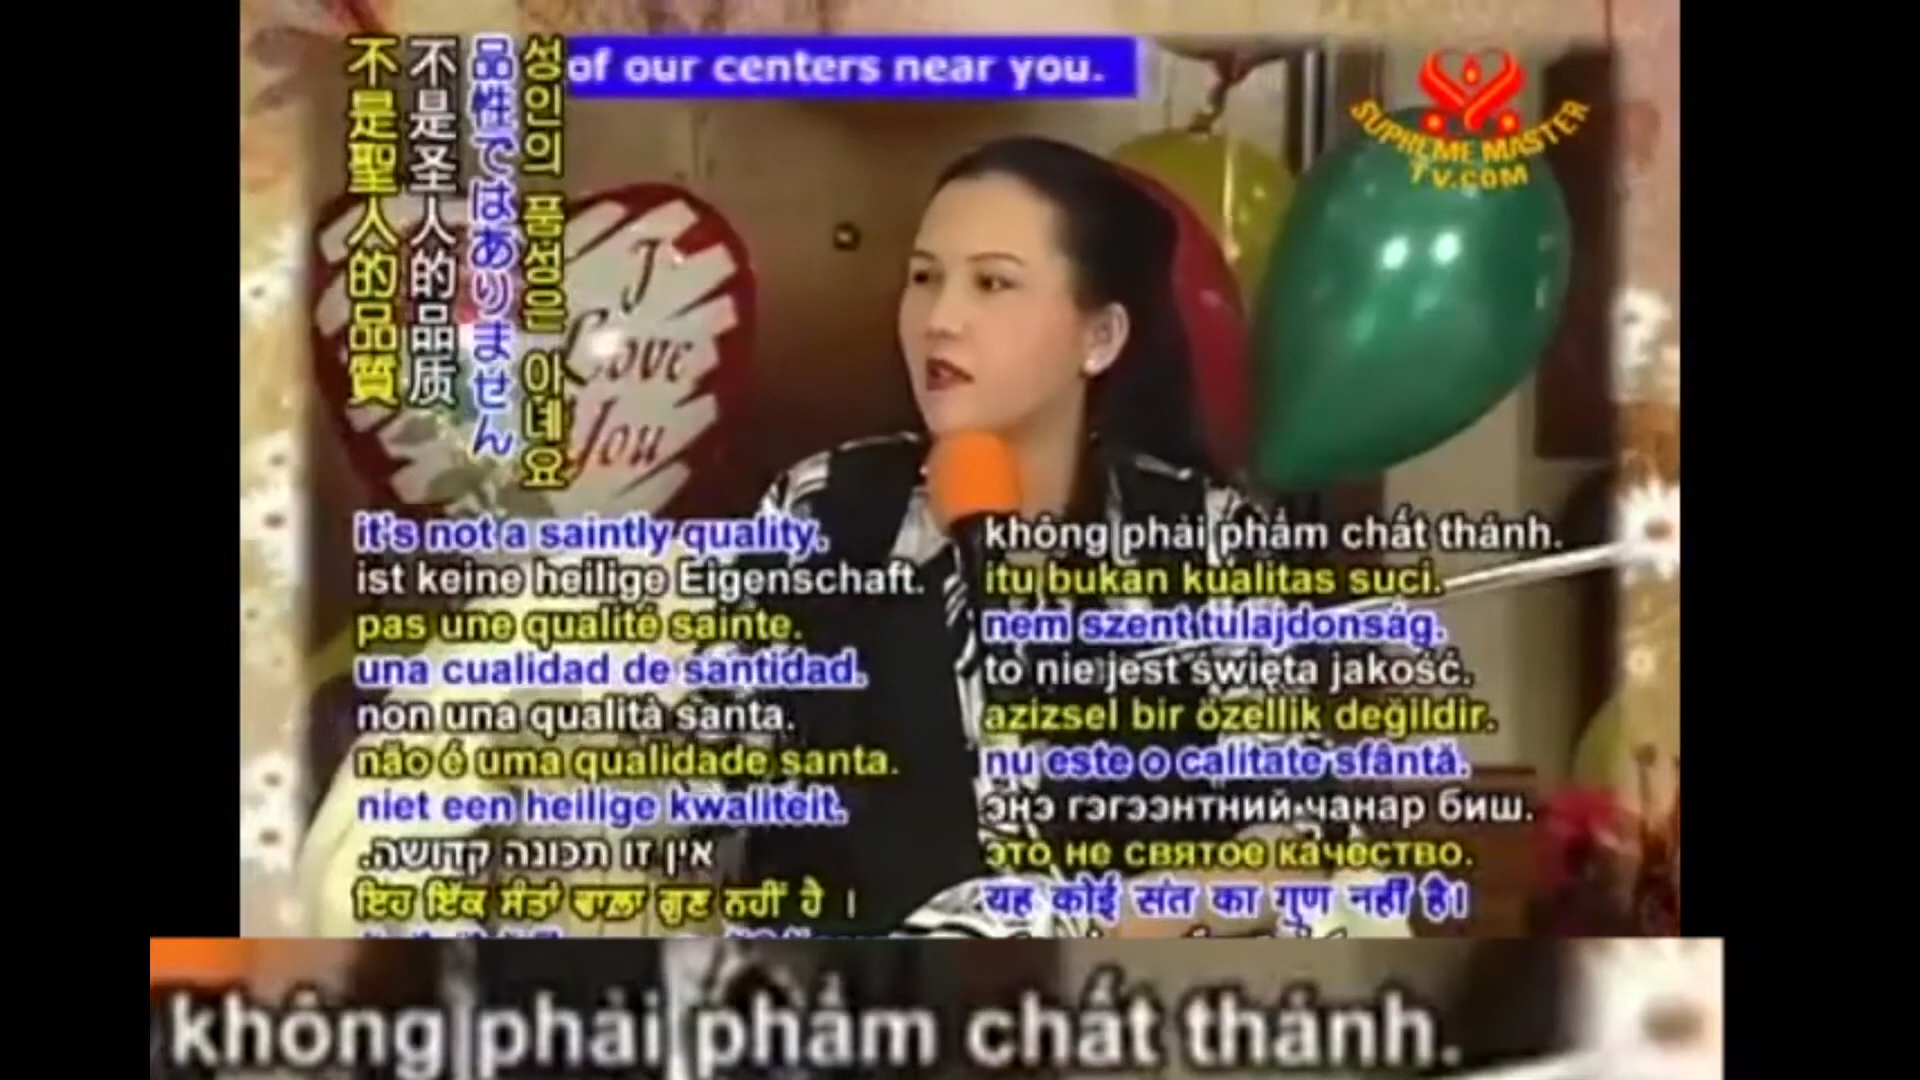 of our centers near you.
SUPREME MASTER
TV.COM
不是聖人的品質
不是圣人的品质
品性ではありません
성인의 품성은 아녜요
I
Love
You
it's not a saintly quality.
ist keine heilige Eigenschaft.
pas une qualité sainte.
una cualidad de santidad.
non una qualità santa.
não é uma qualidade santa.
niet een heilige kwaliteit.
אין זו תכונה קדושה.
ਇਹ ਇੱਕ ਸੰਤਾਂ ਵਾਲਾ ਗੁਣ ਨਹੀਂ ਹੈ ।
không phải phẩm chất thánh.
itu bukan kualitas suci.
nem szent tulajdonság.
to nie jest święta jakość.
azizsel bir özellik değildir.
nu este o calitate sfântă.
энэ гэгээнтний чанар биш.
это не святое качество.
यह कोई संत का गुण नहीं है।
không phải phẩm chất thánh.